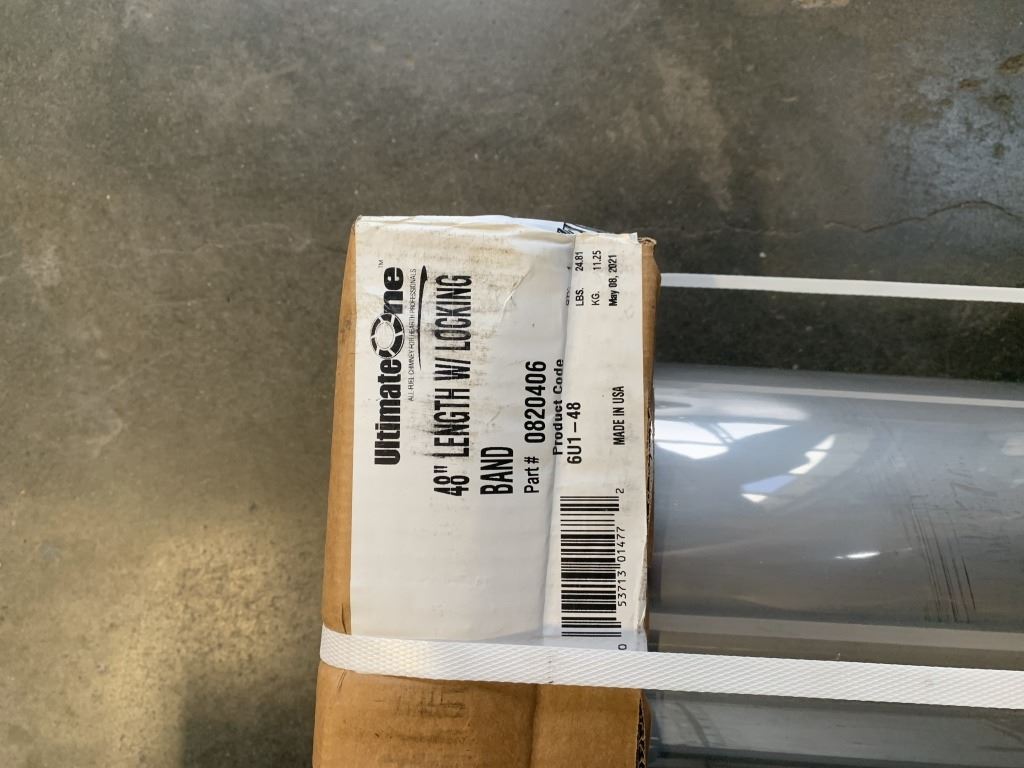 UltimateOne™
ALL-FUEL CHIMNEY FOR HEARTH PROFESSIONALS
48" LENGTH W/ LOCKING
BAND
Part # 0820406
Product Code
6U1-48
LBS. 24.81
KG. 11.25
MADE IN USA May 08, 2021
0 53713 01477 2